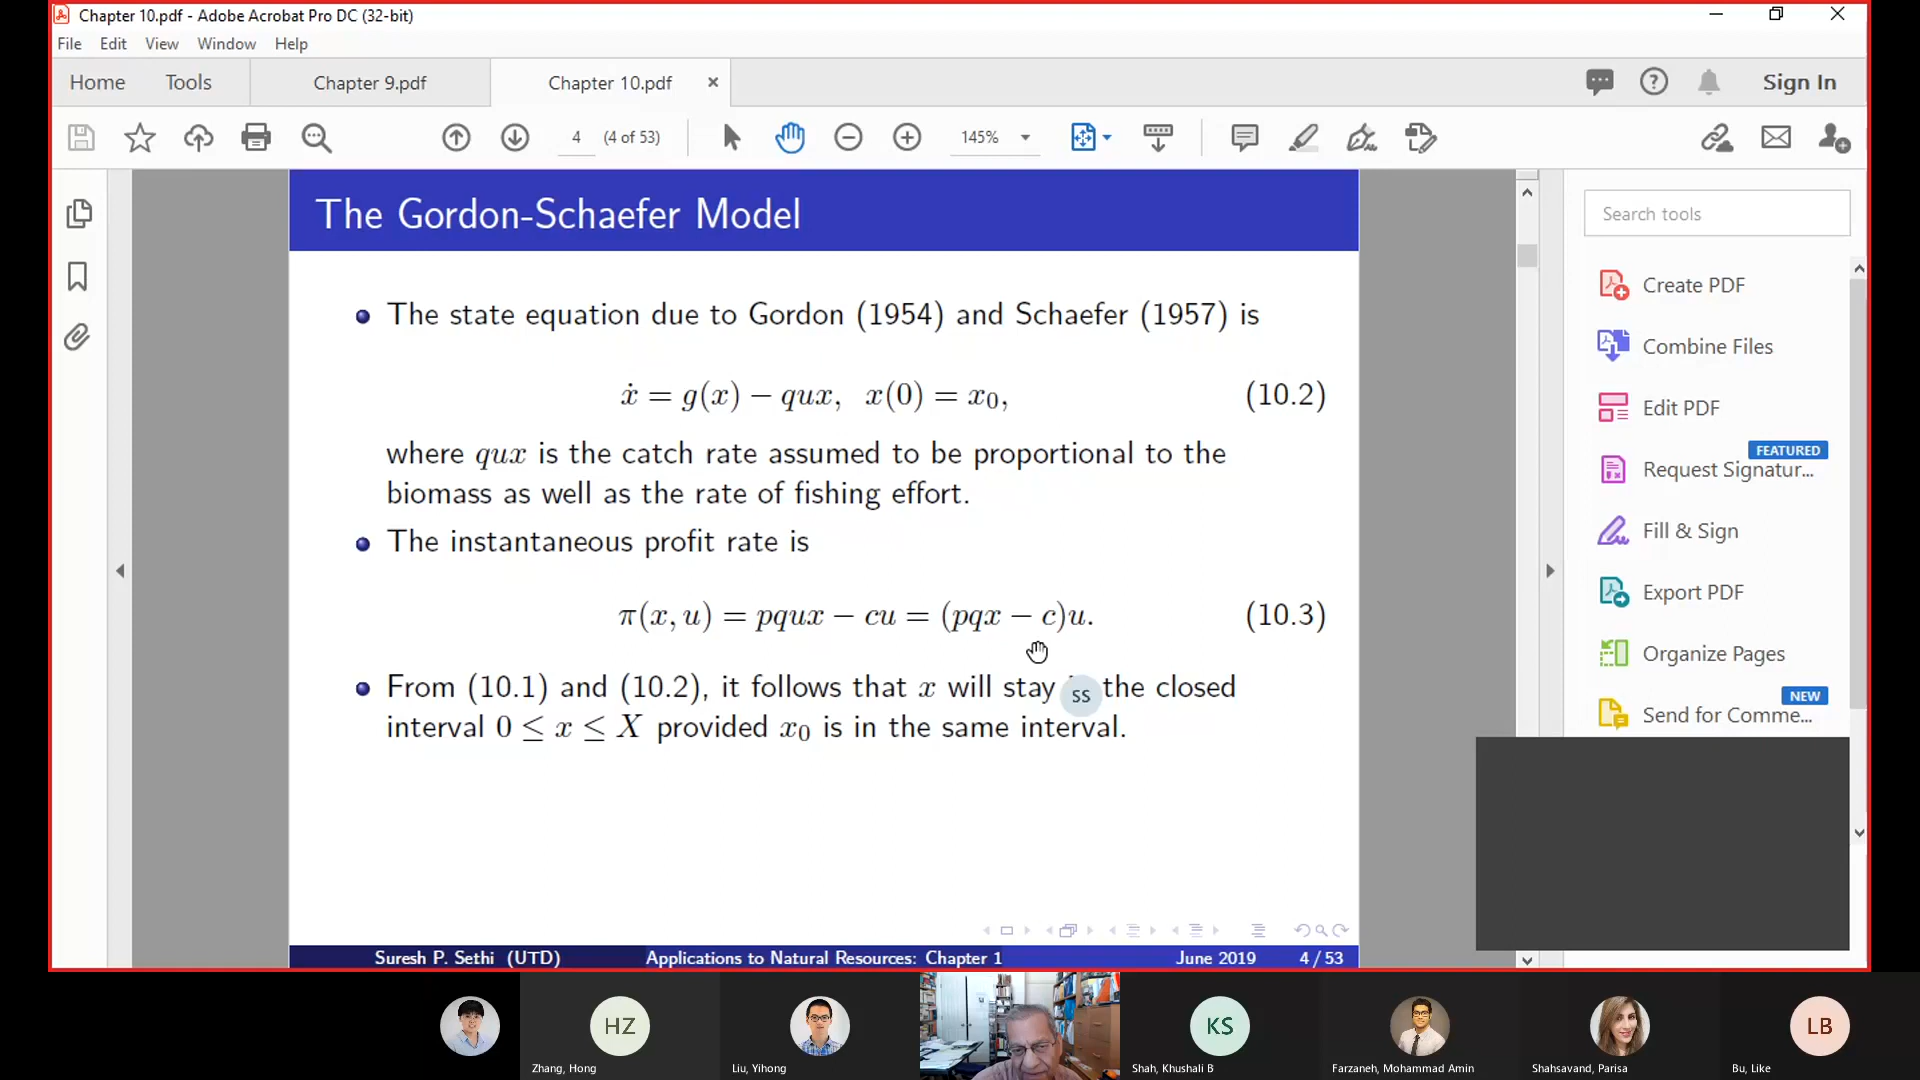 Chapter 10.pdf - Adobe Acrobat Pro DC (32-bit)
File Edit View Window Help
Home Tools Chapter 9.pdf Chapter 10.pdf Sign In
4 (4 of 53) 145%
The Gordon-Schaefer Model
The state equation due to Gordon (1954) and Schaefer (1957) is
ẋ = g(x) − qux, x(0) = x₀, (10.2)
where qux is the catch rate assumed to be proportional to the
biomass as well as the rate of fishing effort.
The instantaneous profit rate is
π(x, u) = pqux − cu = (pqx − c)u. (10.3)
From (10.1) and (10.2), it follows that x will stay the closed
SS
interval 0 ≤ x ≤ X provided x₀ is in the same interval.
Suresh P. Sethi (UTD) Applications to Natural Resources: Chapter 1 June 2019 4 / 53
Search tools
Create PDF
Combine Files
Edit PDF
FEATURED
Request Signatur...
Fill & Sign
Export PDF
Organize Pages
NEW
Send for Comme...
HZ KS LB
Zhang, Hong Liu, Yihong Shah, Khushali B Farzaneh, Mohammad Amin Shahsavand, Parisa Bu, Like